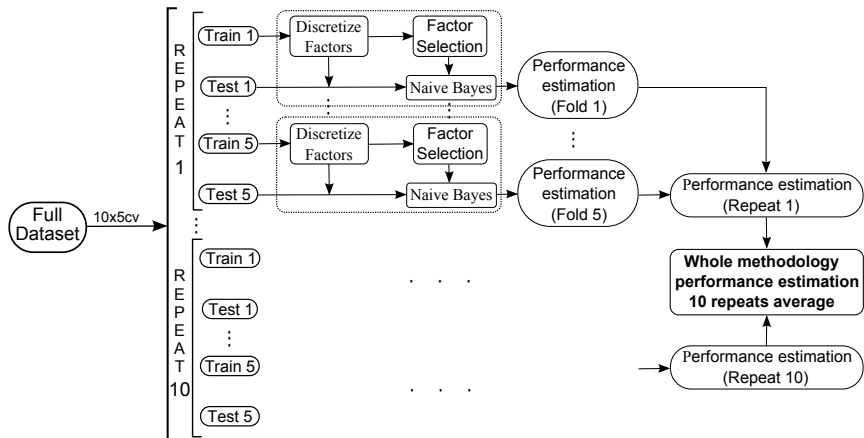 Full
Dataset
10x5cv
REPEAT 1
Train 1
Discretize
Factors
Factor
Selection
Test 1
Naive Bayes
Performance
estimation
(Fold 1)
Train 5
Discretize
Factors
Factor
Selection
Test 5
Naive Bayes
Performance
estimation
(Fold 5)
Performance estimation
(Repeat 1)
REPEAT 10
Train 1
Test 1
Train 5
Test 5
Whole methodology
performance estimation
10 repeats average
Performance estimation
(Repeat 10)